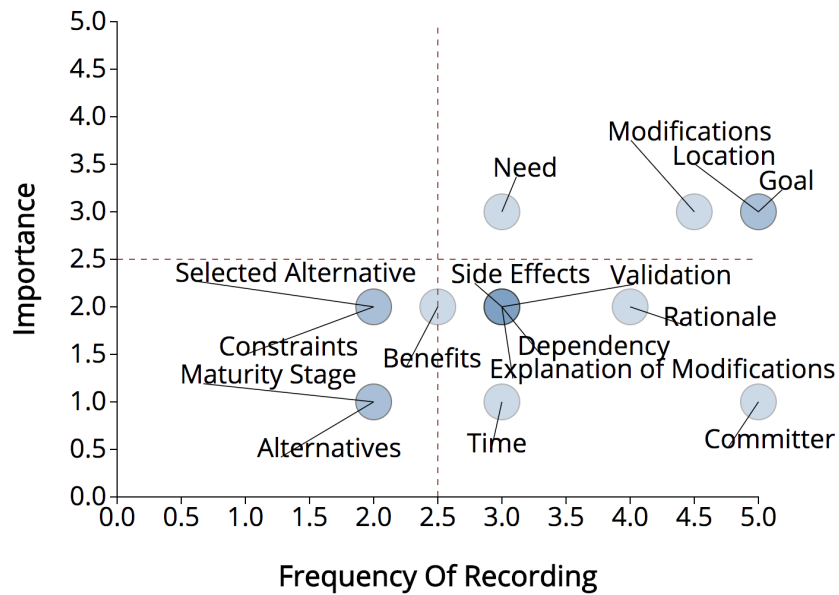 5.0
4.5
4.0
3.5
3.0
2.5
2.0
1.5
1.0
0.5
0.0
Importance
Modifications
Location
Need
Goal
Selected Alternative
Side Effects
Validation
Rationale
Constraints
Benefits
Dependency
Explanation of Modifications
Maturity Stage
Alternatives
Time
Committer
0.0 0.5 1.0 1.5 2.0 2.5 3.0 3.5 4.0 4.5 5.0
Frequency Of Recording